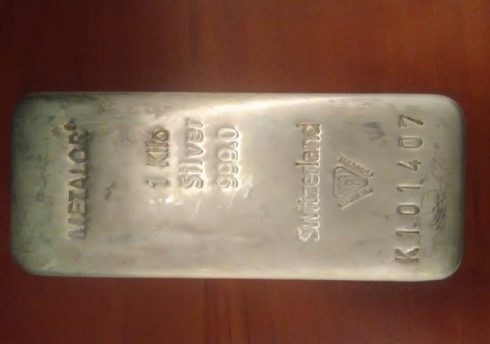 METALOR®
1 Kilo
silver
999.0
Switzerland
K101407